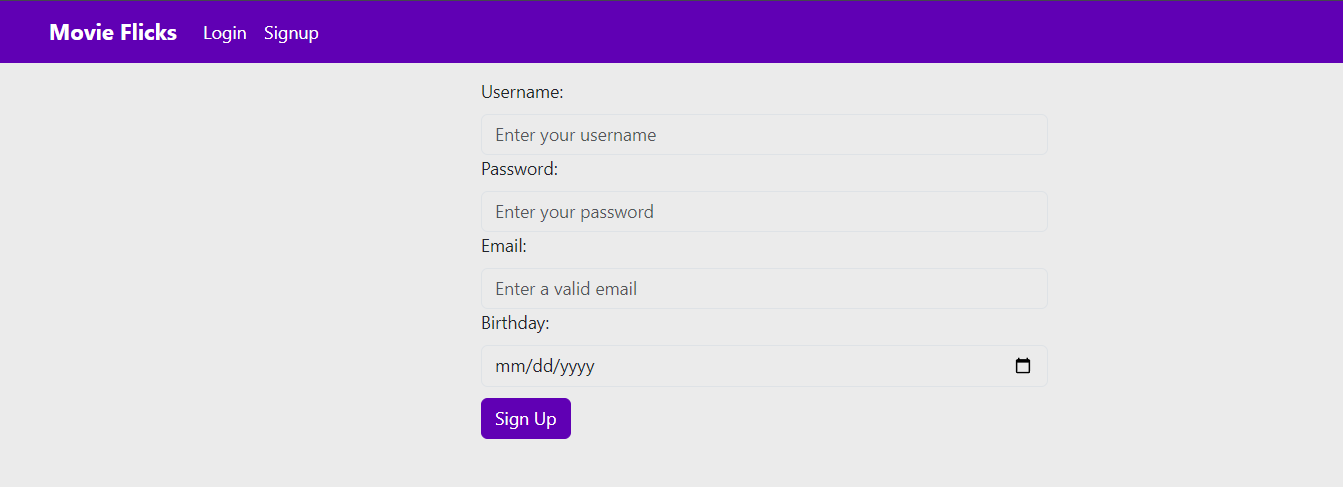 Movie Flicks Login Signup
Username:
Enter your username
Password:
Enter your password
Email:
Enter a valid email
Birthday:
mm/dd/yyyy
Sign Up